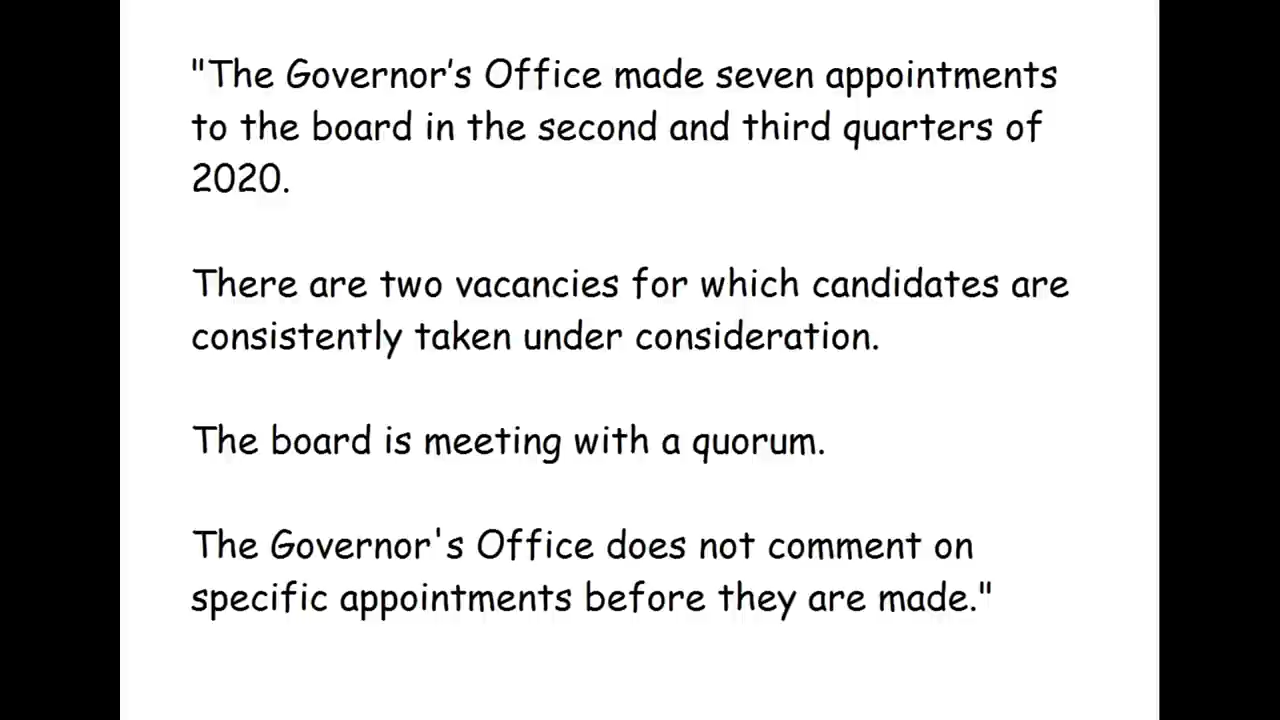 "The Governor’s Office made seven appointments
to the board in the second and third quarters of
2020.
There are two vacancies for which candidates are
consistently taken under consideration.
The board is meeting with a quorum.
The Governor's Office does not comment on
specific appointments before they are made."